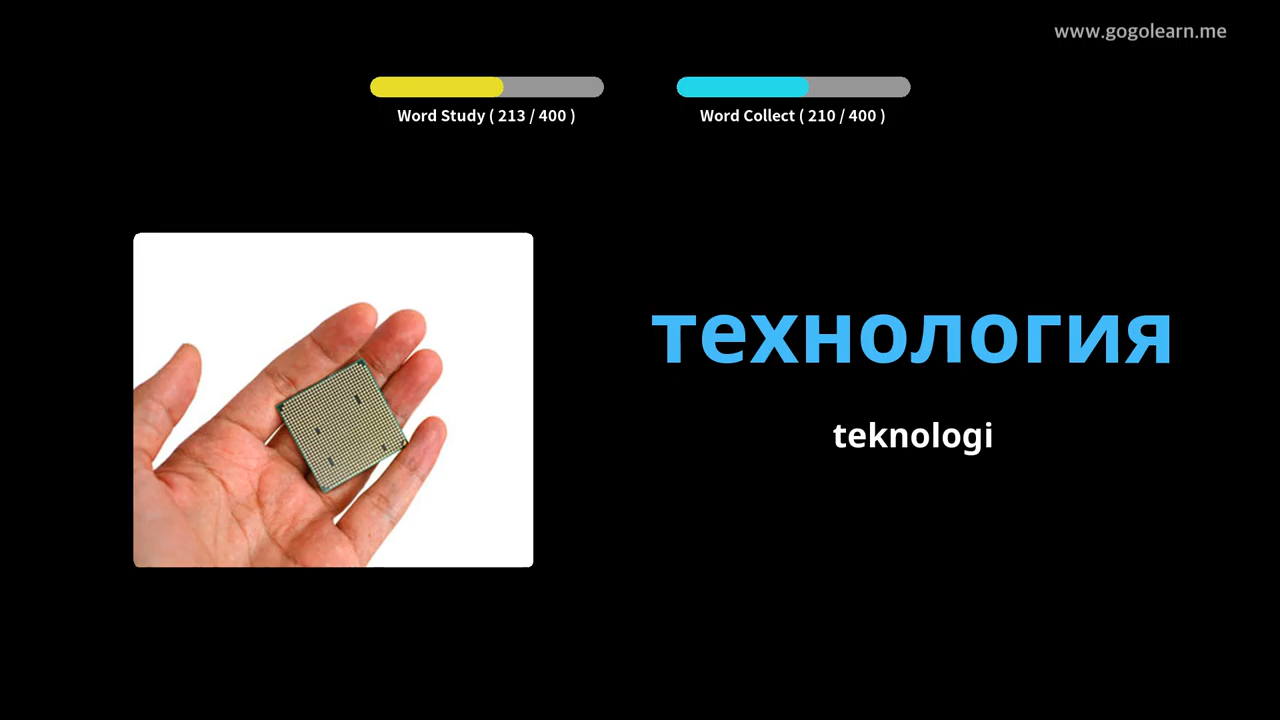 www.gogolearn.me
Word Study ( 213 / 400 )
Word Collect ( 210 / 400 )
технология
teknologi